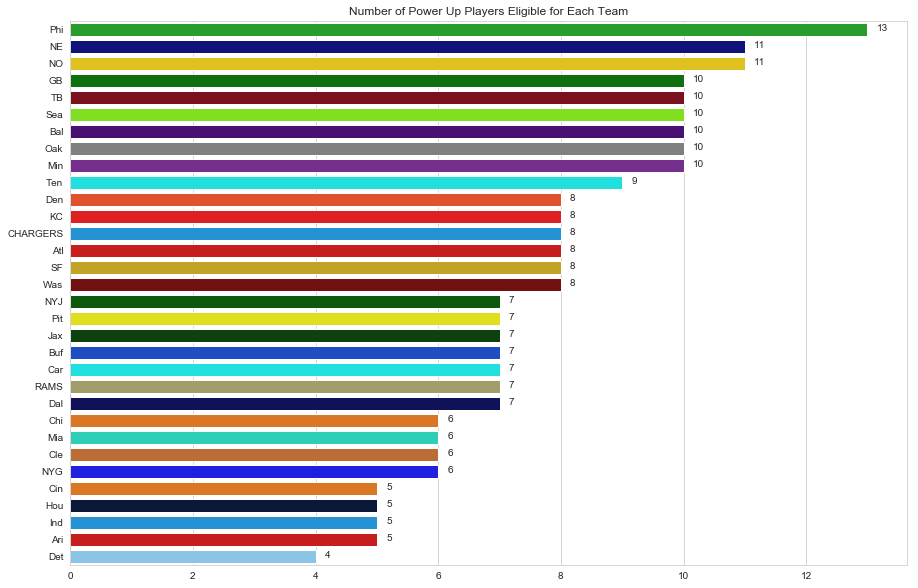 Number of Power Up Players Eligible for Each Team
Phi 13
NE 11
NO 11
GB 10
TB 10
Sea 10
Bal 10
Oak 10
Min 10
Ten 9
Den 8
KC 8
CHARGERS 8
Atl 8
SF 8
Was 8
NYJ 7
Pit 7
Jax 7
Buf 7
Car 7
RAMS 7
Dal 7
Chi 6
Mia 6
Cle 6
NYG 6
Cin 5
Hou 5
Ind 5
Ari 5
Det 4
0 2 4 6 8 10 12